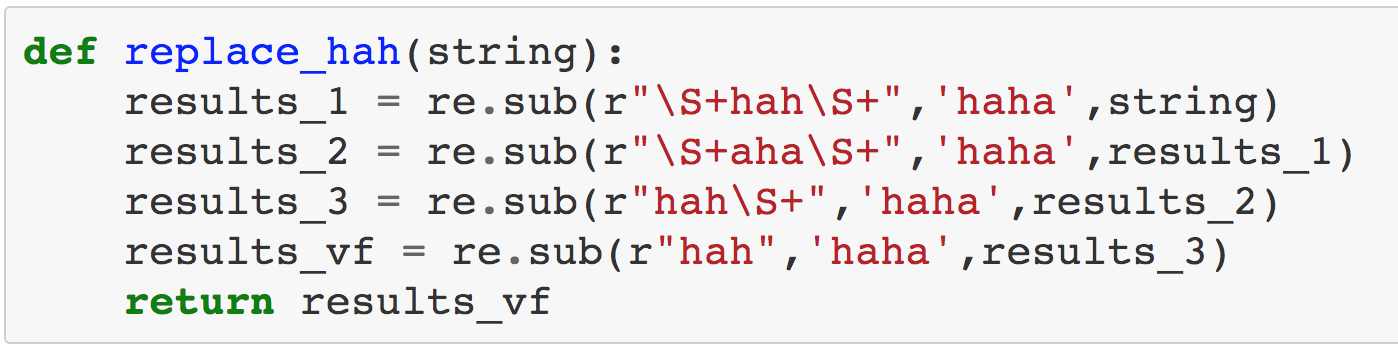 def replace_hah(string):
    results_1 = re.sub(r"\S+hah\S+",'haha',string)
    results_2 = re.sub(r"\S+aha\S+",'haha',results_1)
    results_3 = re.sub(r"hah\S+",'haha',results_2)
    results_vf = re.sub(r"hah",'haha',results_3)
    return results_vf